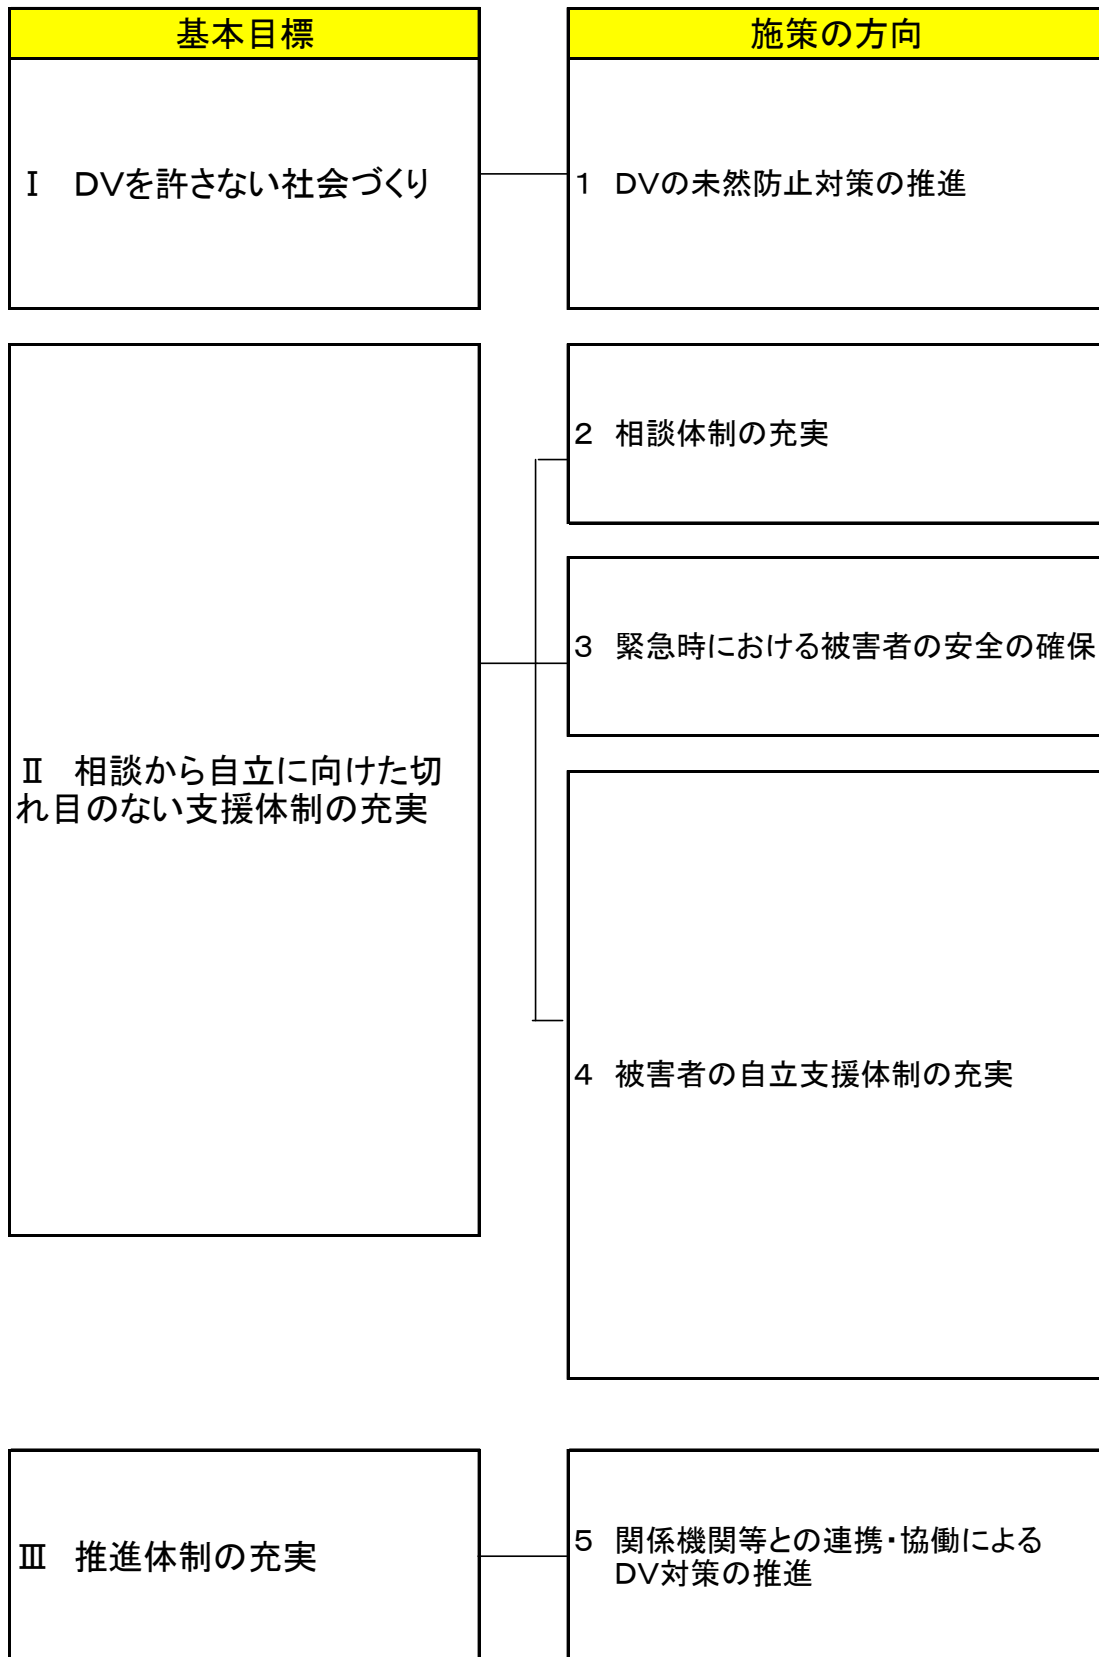 基本目標
施策の方向
Ⅰ　DVを許さない社会づくり
1　DVの未然防止対策の推進
2　相談体制の充実
3　緊急時における被害者の安全の確保
Ⅱ　相談から自立に向けた切
れ目のない支援体制の充実
4　被害者の自立支援体制の充実
Ⅲ　推進体制の充実
5　関係機関等との連携・協働による
DV対策の推進